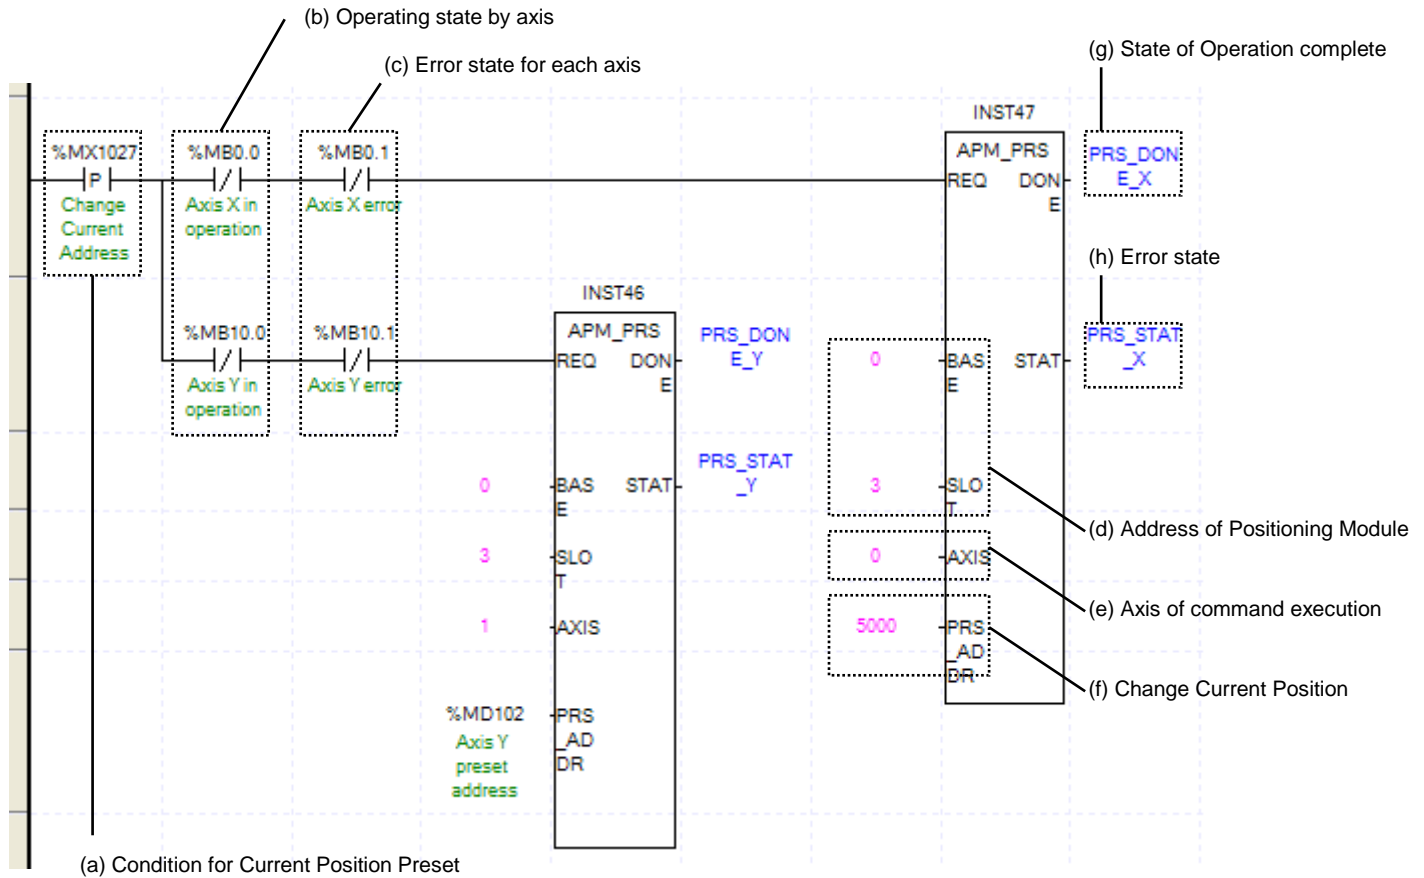 (b) Operating state by axis
(c) Error state for each axis
(g) State of Operation complete
INST47
%MX1027
%MB0.0
%MB0.1
APM_PRS
PRS_DON
E_X
P
REQ
DON
E
Change
Current
Address
Axis X in
operation
Axis X error
(h) Error state
INST46
%MB10.0
%MB10.1
APM_PRS
PRS_DON
E_Y
PRS_STAT
_X
REQ
DON
E
0
BAS
E
STAT
Axis Y in
operation
Axis Y error
PRS_STAT
_Y
0
BAS
E
STAT
3
SLO
T
(d) Address of Positioning Module
3
SLO
T
0
AXIS
(e) Axis of command execution
1
AXIS
5000
PRS
_AD
DR
(f) Change Current Position
%MD102
PRS
_AD
DR
Axis Y
preset
address
(a) Condition for Current Position Preset